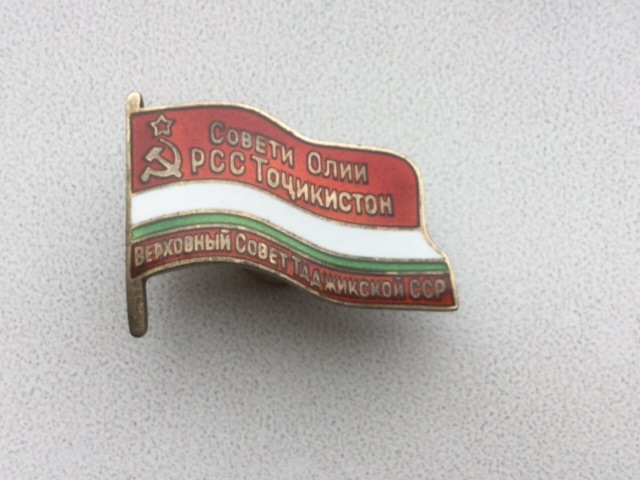 Совети Олии
РСС Тоҷикистон
Верховный Совет Таджикской ССР